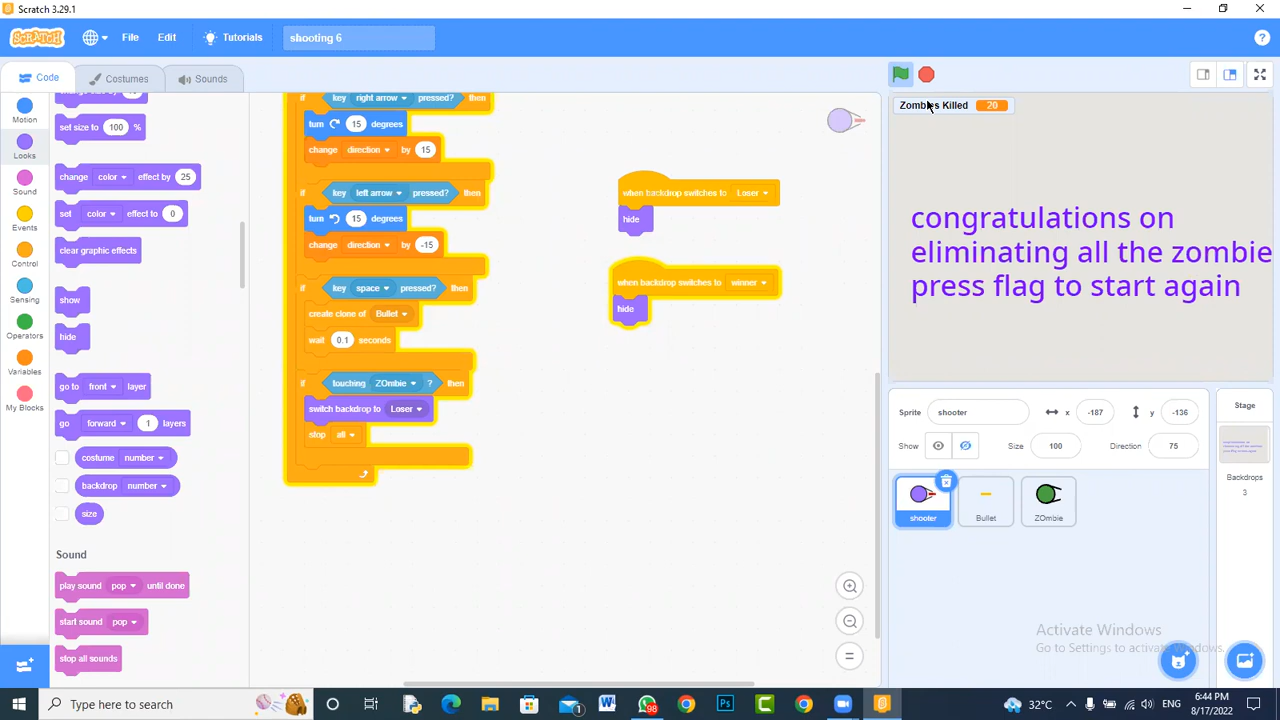 Scratch 3.29.1
SCRATCH File Edit Tutorials shooting 6 ?
Code Costumes Sounds
Motion
Looks
Sound
Events
Control
Sensing
Operators
Variables
My Blocks
set size to 100 %
change color effect by 25
set color effect to 0
clear graphic effects
show
hide
go to front layer
go forward 1 layers
costume number
backdrop number
size
Sound
play sound pop until done
start sound pop
stop all sounds
if key right arrow pressed? then
turn 15 degrees
change direction by 15
if key left arrow pressed? then
turn 15 degrees
change direction by -15
if key space pressed? then
create clone of Bullet
wait 0.1 seconds
if touching ZOmbie ? then
switch backdrop to Loser
stop all
when backdrop switches to Loser
hide
when backdrop switches to winner
hide
Zombies Killed 20
congratulations on
eliminating all the zombie
press flag to start again
Sprite shooter x -187 y -136
Show Size 100 Direction 75
shooter Bullet ZOmbie
Stage
Backdrops
3
Activate Windows
Go to Settings to activate Windows.
Type here to search
98
1
32°C
6:44 PM
8/17/2022